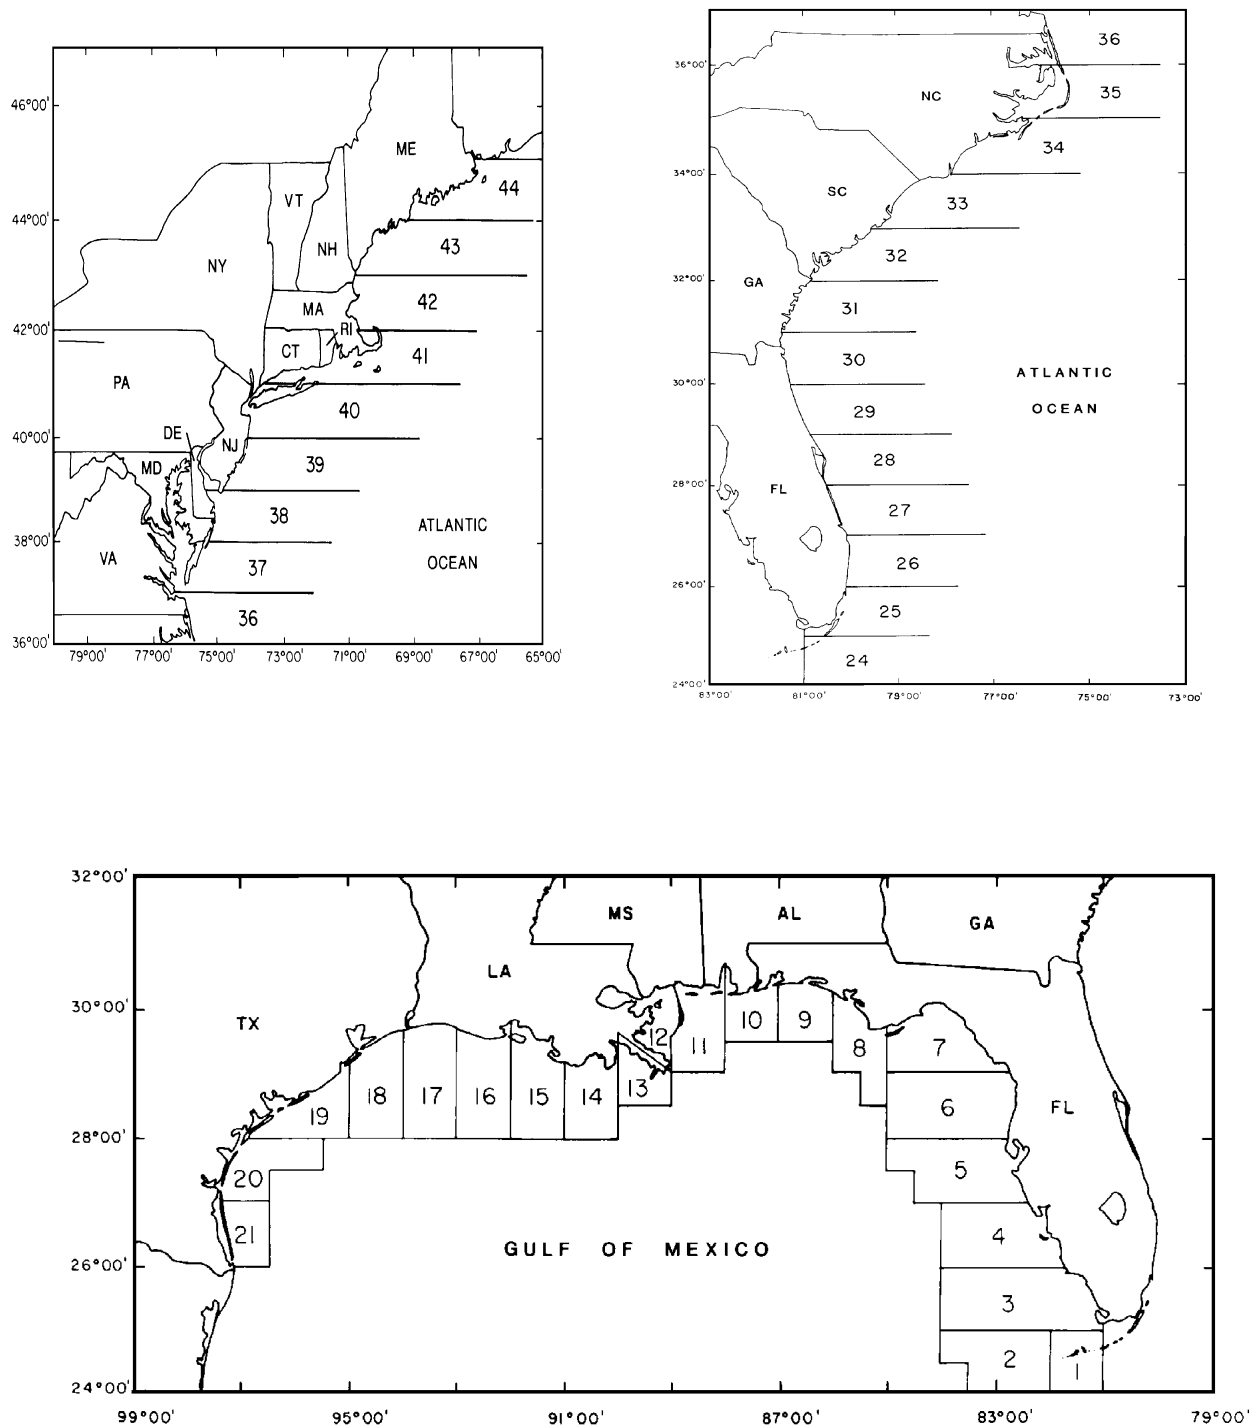 46°00'
44°00'
42°00'
40°00'
38°00'
36°00'
79°00' 77°00' 75°00' 73°00' 71°00' 69°00' 67°00' 65°00'
ME
VT
NH
NY
MA
RI
CT
PA
NJ
DE
MD
VA
44
43
42
41
40
39
38
37
36
ATLANTIC
OCEAN
36°00'
34°00'
32°00'
30°00'
28°00'
26°00'
24°00'
83°00' 81°00' 79°00' 77°00' 75°00' 73°00'
NC
SC
GA
FL
36
35
34
33
32
31
30
29
28
27
26
25
24
ATLANTIC
OCEAN
32°00'
30°00'
28°00'
26°00'
24°00'
99°00' 95°00' 91°00' 87°00' 83°00' 79°00'
MS
AL
GA
LA
TX
FL
12
11
10
9
8
7
13
14
15
16
17
18
19
6
5
20
21
4
3
2
1
GULF OF MEXICO